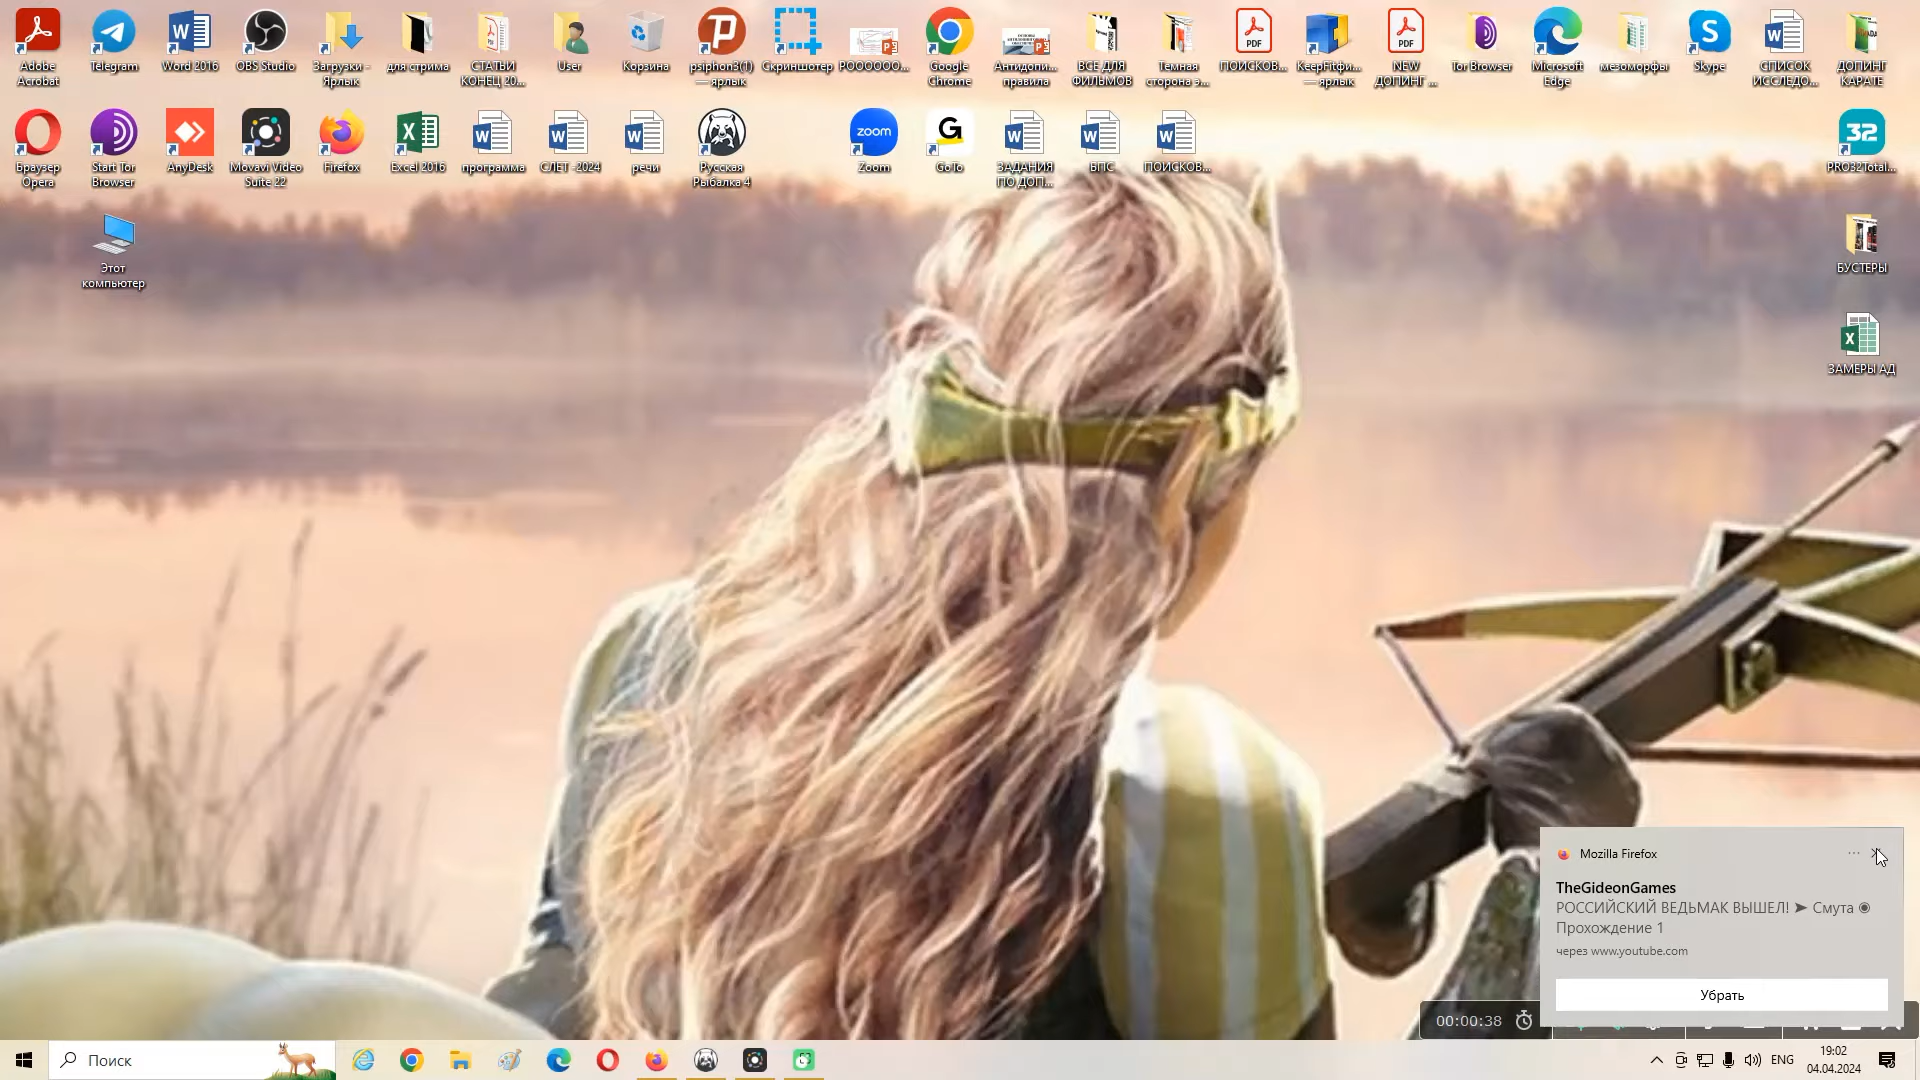 Adobe
Acrobat
Telegram
Word 2016
OBS Studio
Загрузки -
Ярлык
для стрима
СТАТЬИ
КОНЕЦ 20...
User
Корзина
psiphon3(1)
— ярлык
Скриншотер
РОООООО...
Google
Chrome
Антидопи...
правила
ВСЕ ДЛЯ
ФИЛЬМОВ
Темная
сторона э...
ПОИСКОВ...
KeepFitфи...
— ярлык
NEW
ДОПИНГ ...
Tor Browser
Microsoft
Edge
мезоморфы
Skype
СПИСОК
ИССЛЕДО...
ДОПИНГ
КАРАТЕ
Браузер
Opera
Start Tor
Browser
AnyDesk
Movavi Video
Suite 22
Firefox
Excel 2016
программа
СЛЕТ -2024
речи
Русская
Рыбалка 4
zoom
Zoom
GoTo
ЗАДАНИЯ
ПО ДОП...
БПС
ПОИСКОВ...
32
PRO32Total...
Этот
компьютер
БУСТЕРЫ
ЗАМЕРЫ АД
Mozilla Firefox
TheGideonGames
РОССИЙСКИЙ ВЕДЬМАК ВЫШЕЛ! ➤ Смута ◉
Прохождение 1
через www.youtube.com
Убрать
00:00:38
Поиск
ENG
19:02
04.04.2024